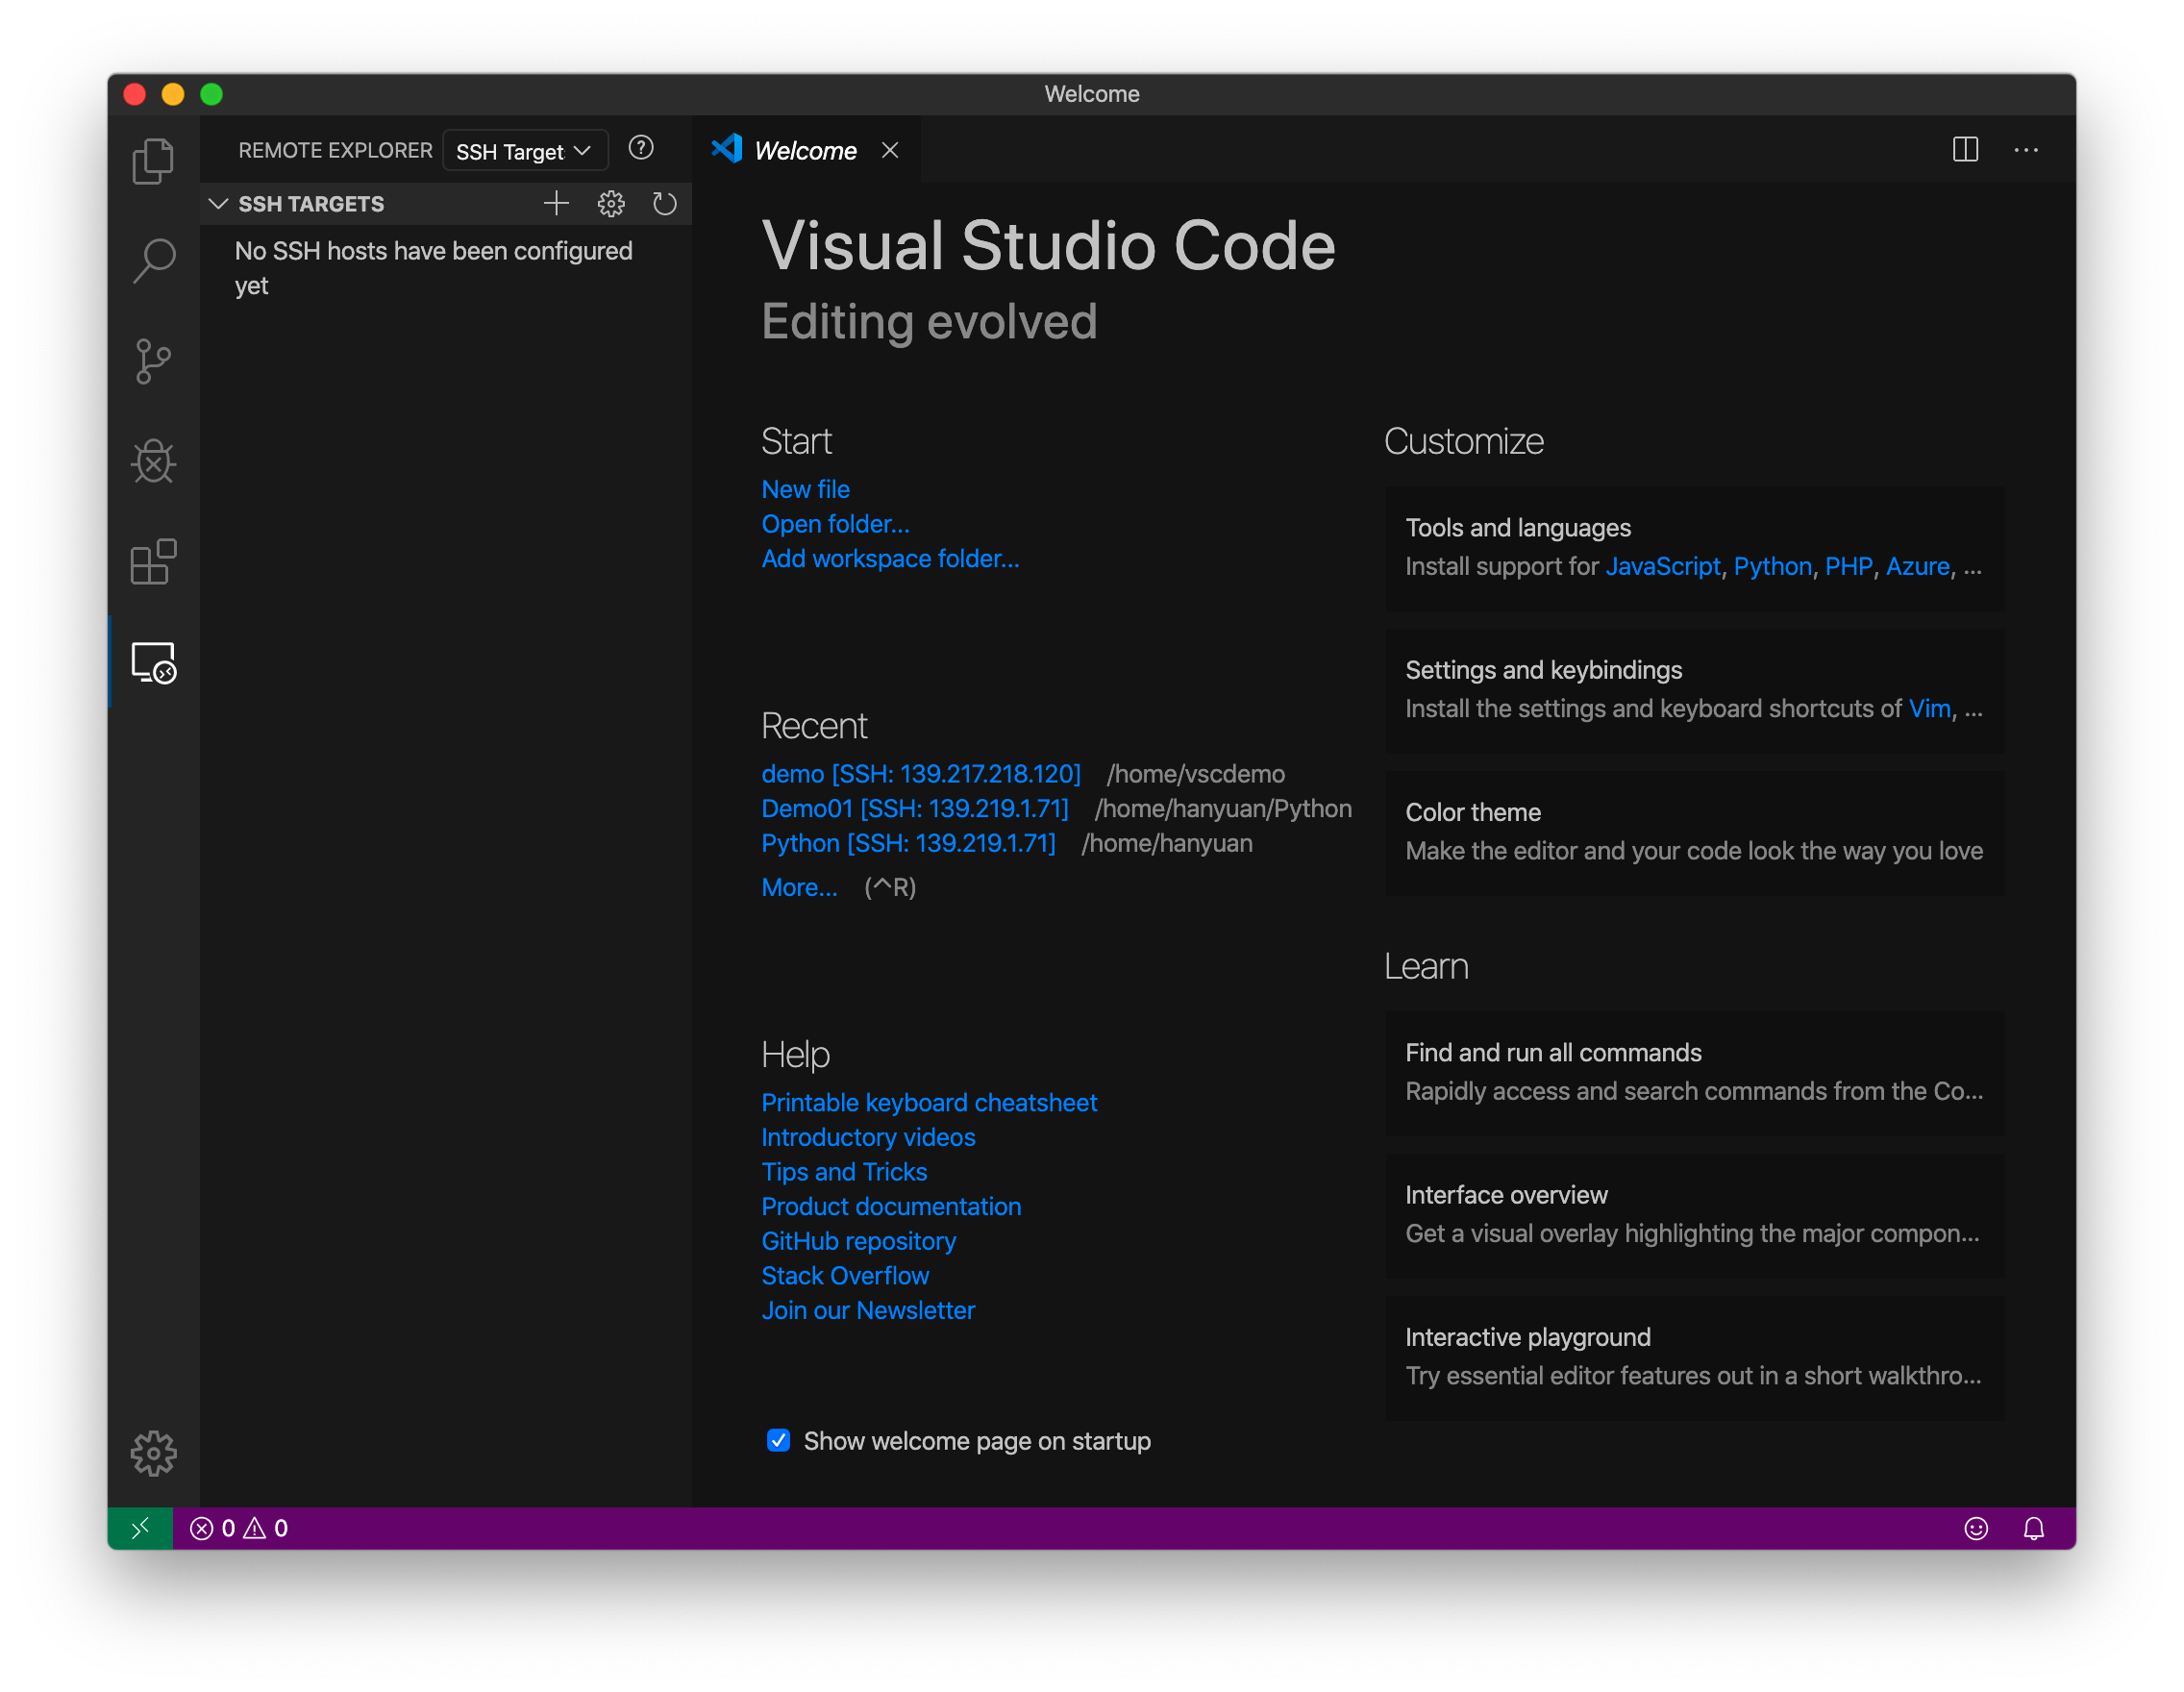 Welcome
REMOTE EXPLORER SSH Target
Welcome
SSH TARGETS
No SSH hosts have been configured
yet
Visual Studio Code
Editing evolved
Start
New file
Open folder...
Add workspace folder...
Recent
demo [SSH: 139.217.218.120] /home/vscdemo
Demo01 [SSH: 139.219.1.71] /home/hanyuan/Python
Python [SSH: 139.219.1.71] /home/hanyuan
More... (^R)
Help
Printable keyboard cheatsheet
Introductory videos
Tips and Tricks
Product documentation
GitHub repository
Stack Overflow
Join our Newsletter
Show welcome page on startup
Customize
Tools and languages
Install support for JavaScript, Python, PHP, Azure, ...
Settings and keybindings
Install the settings and keyboard shortcuts of Vim, ...
Color theme
Make the editor and your code look the way you love
Learn
Find and run all commands
Rapidly access and search commands from the Co...
Interface overview
Get a visual overlay highlighting the major compon...
Interactive playground
Try essential editor features out in a short walkthro...
0 0